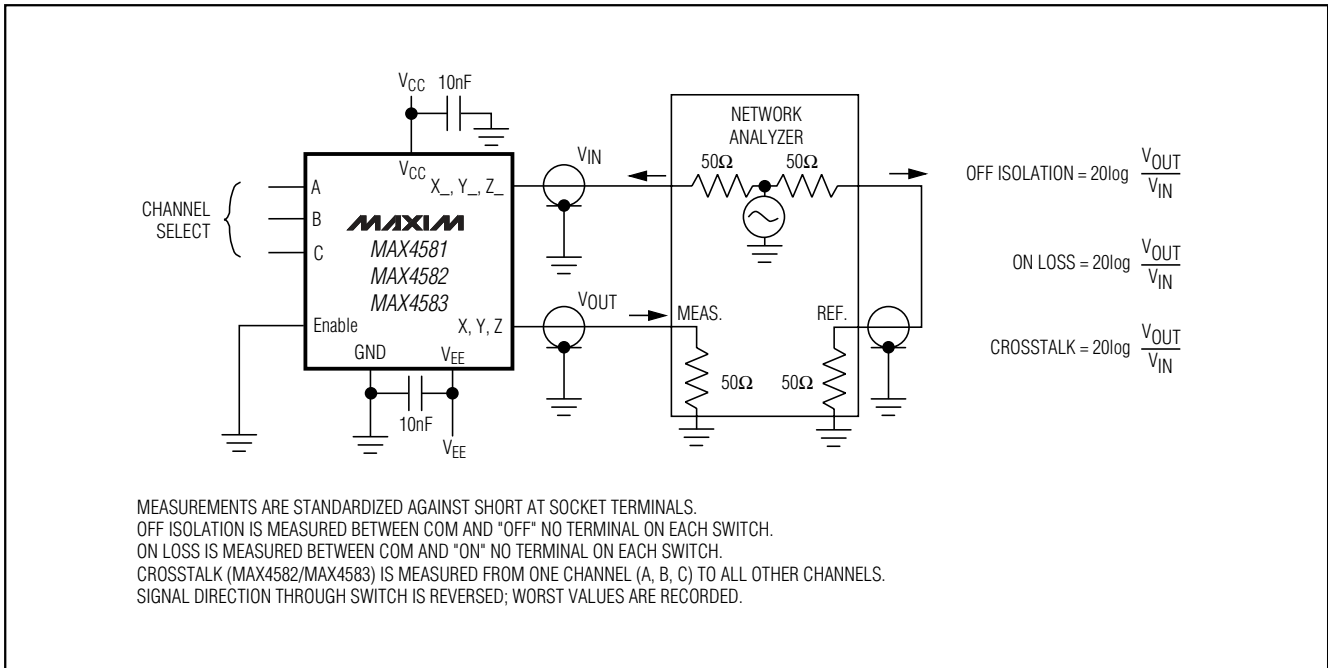 VCC 10nF
VCC
CHANNEL
SELECT
A
B
C
Enable
X_, Y_, Z_
MAXIM
MAX4581
MAX4582
MAX4583
X, Y, Z
GND VEE
10nF
VEE
VIN
VOUT
NETWORK
ANALYZER
50Ω 50Ω
MEAS. REF.
50Ω 50Ω
OFF ISOLATION = 20log VOUT
VIN
ON LOSS = 20log VOUT
VIN
CROSSTALK = 20log VOUT
VIN
MEASUREMENTS ARE STANDARDIZED AGAINST SHORT AT SOCKET TERMINALS.
OFF ISOLATION IS MEASURED BETWEEN COM AND "OFF" NO TERMINAL ON EACH SWITCH.
ON LOSS IS MEASURED BETWEEN COM AND "ON" NO TERMINAL ON EACH SWITCH.
CROSSTALK (MAX4582/MAX4583) IS MEASURED FROM ONE CHANNEL (A, B, C) TO ALL OTHER CHANNELS.
SIGNAL DIRECTION THROUGH SWITCH IS REVERSED; WORST VALUES ARE RECORDED.